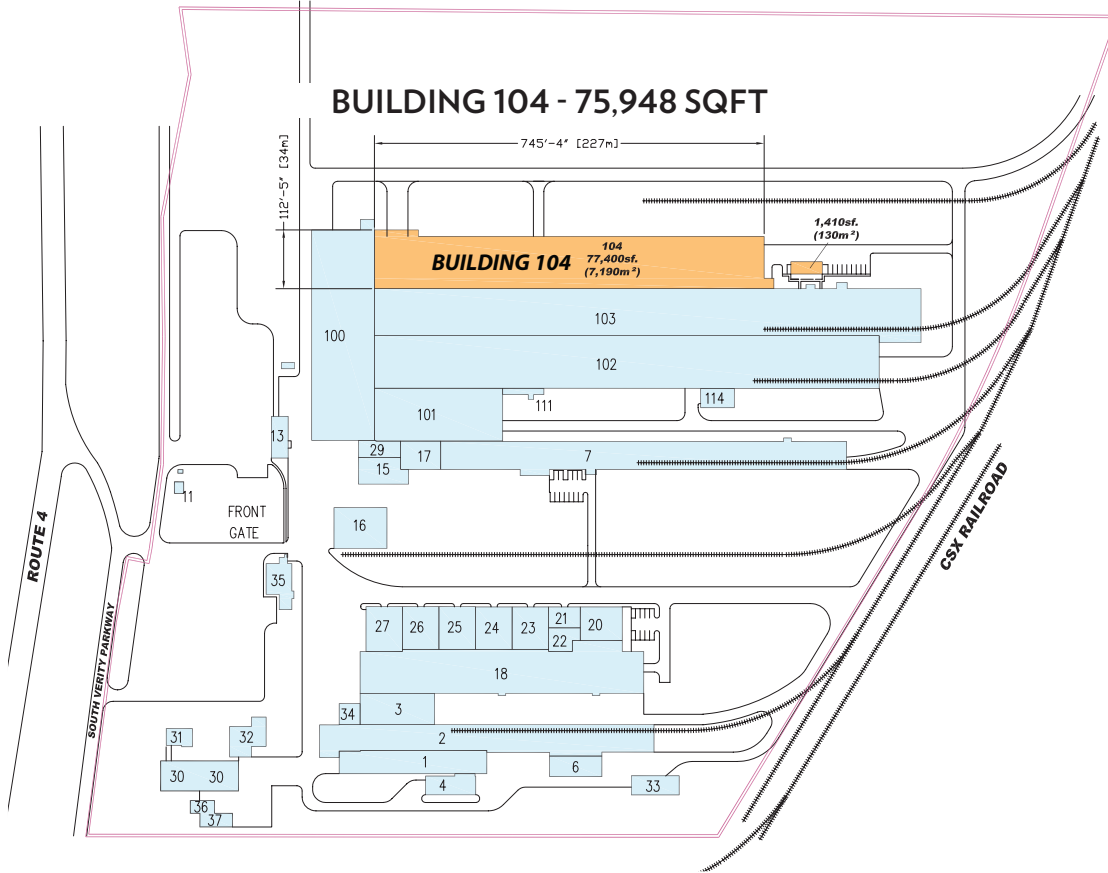 BUILDING 104 - 75,948 SQFT
745'-4" [227m]
112'-5" [34m]
1,410sf.
(130m²)
BUILDING 104
104
77,400sf.
(7,190m²)
103
100
102
101
111
114
13
29
17
7
15
11
FRONT
GATE
16
ROUTE 4
CSX RAILROAD
35
27
26
25
24
23
21
22
20
18
SOUTH VERITY PARKWAY
34
3
31
32
2
1
6
30
30
4
33
36
37